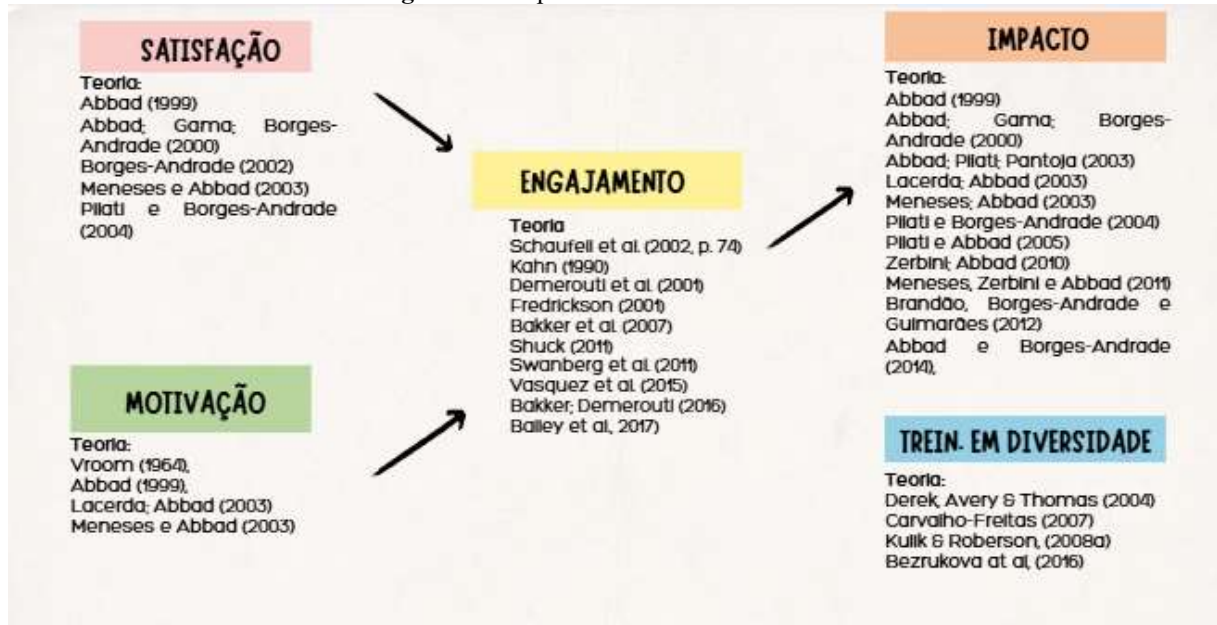 SATISFAÇÃO
Teoria:
Abbad (1999)
Abbad; Gama; Borges-
Andrade (2000)
Borges-Andrade (2002)
Meneses e Abbad (2003)
Pilati e Borges-Andrade
(2004)
MOTIVAÇÃO
Teoria:
Vroom (1964),
Abbad (1999),
Lacerda; Abbad (2003)
Meneses e Abbad (2003)
ENGAJAMENTO
Teoria
Schaufeli et al. (2002, p. 74)
Kahn (1990)
Demerouti et al. (2001)
Fredrickson (2001)
Bakker et al. (2007)
Shuck (2011)
Swanberg et al. (2011)
Vasquez et al. (2015)
Bakker; Demerouti (2016)
Bailey et al., 2017)
IMPACTO
Teoria:
Abbad (1999)
Abbad; Gama; Borges-
Andrade (2000)
Abbad; Pilati; Pantoja (2003)
Lacerda; Abbad (2003)
Meneses; Abbad (2003)
Pilati e Borges-Andrade (2004)
Pilati e Abbad (2005)
Zerbini; Abbad (2010)
Meneses, Zerbini e Abbad (2011)
Brandão, Borges-Andrade e
Guimarães (2012)
Abbad e Borges-Andrade
(2014),
TREIN. EM DIVERSIDADE
Teoria:
Derek, Avery & Thomas (2004)
Carvalho-Freitas (2007)
Kulik & Roberson, (2008a)
Bezrukova at al, (2016)